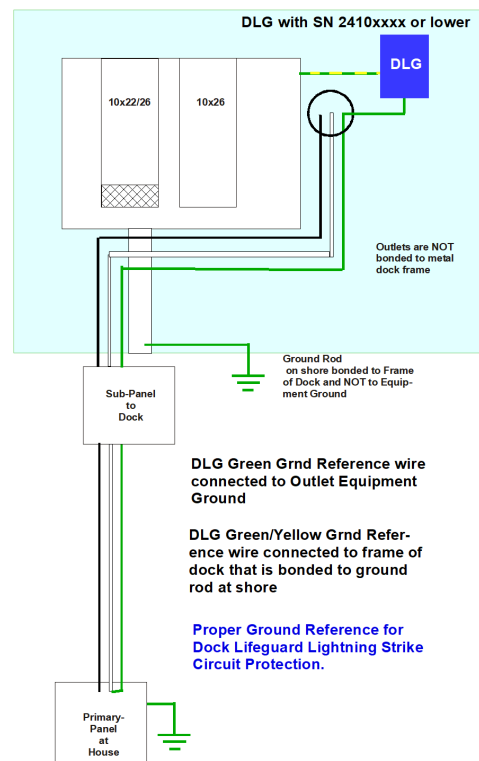 DLG with SN 2410xxxx or lower
DLG
10x22/26
10x26
Outlets are NOT
bonded to metal
dock frame
Ground Rod
on shore bonded to Frame
of Dock and NOT to Equip-
ment Ground
Sub-Panel
to
Dock
DLG Green Grnd Reference wire
connected to Outlet Equipment
Ground
DLG Green/Yellow Grnd Refer-
ence wire connected to frame of
dock that is bonded to ground
rod at shore
Proper Ground Reference for
Dock Lifeguard Lightning Strike
Circuit Protection.
Primary-
Panel
at
House